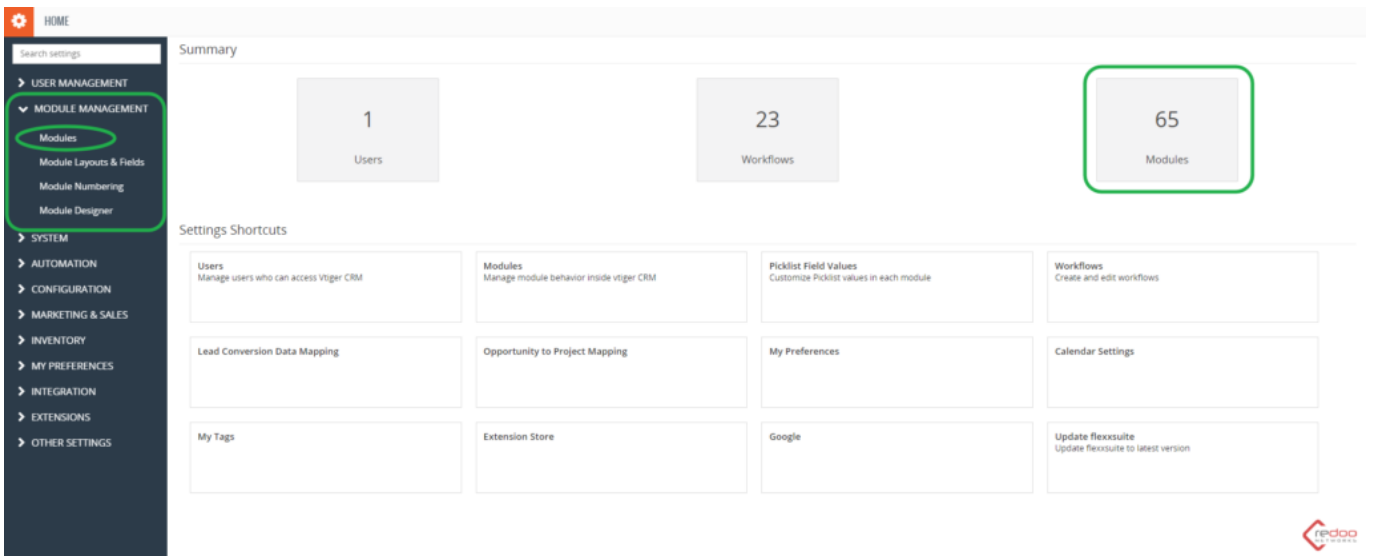 HOME
Search settings
USER MANAGEMENT
MODULE MANAGEMENT
Modules
Module Layouts & Fields
Module Numbering
Module Designer
SYSTEM
AUTOMATION
CONFIGURATION
MARKETING & SALES
INVENTORY
MY PREFERENCES
INTEGRATION
EXTENSIONS
OTHER SETTINGS
Summary
1
Users
23
Workflows
65
Modules
Settings Shortcuts
Users
Manage users who can access Vtiger CRM
Modules
Manage module behavior inside vtiger CRM
Picklist Field Values
Customize Picklist values in each module
Workflows
Create and edit workflows
Lead Conversion Data Mapping
Opportunity to Project Mapping
My Preferences
Calendar Settings
My Tags
Extension Store
Google
Update flexxsuite
Update flexxsuite to latest version
redoo
NETWORKS